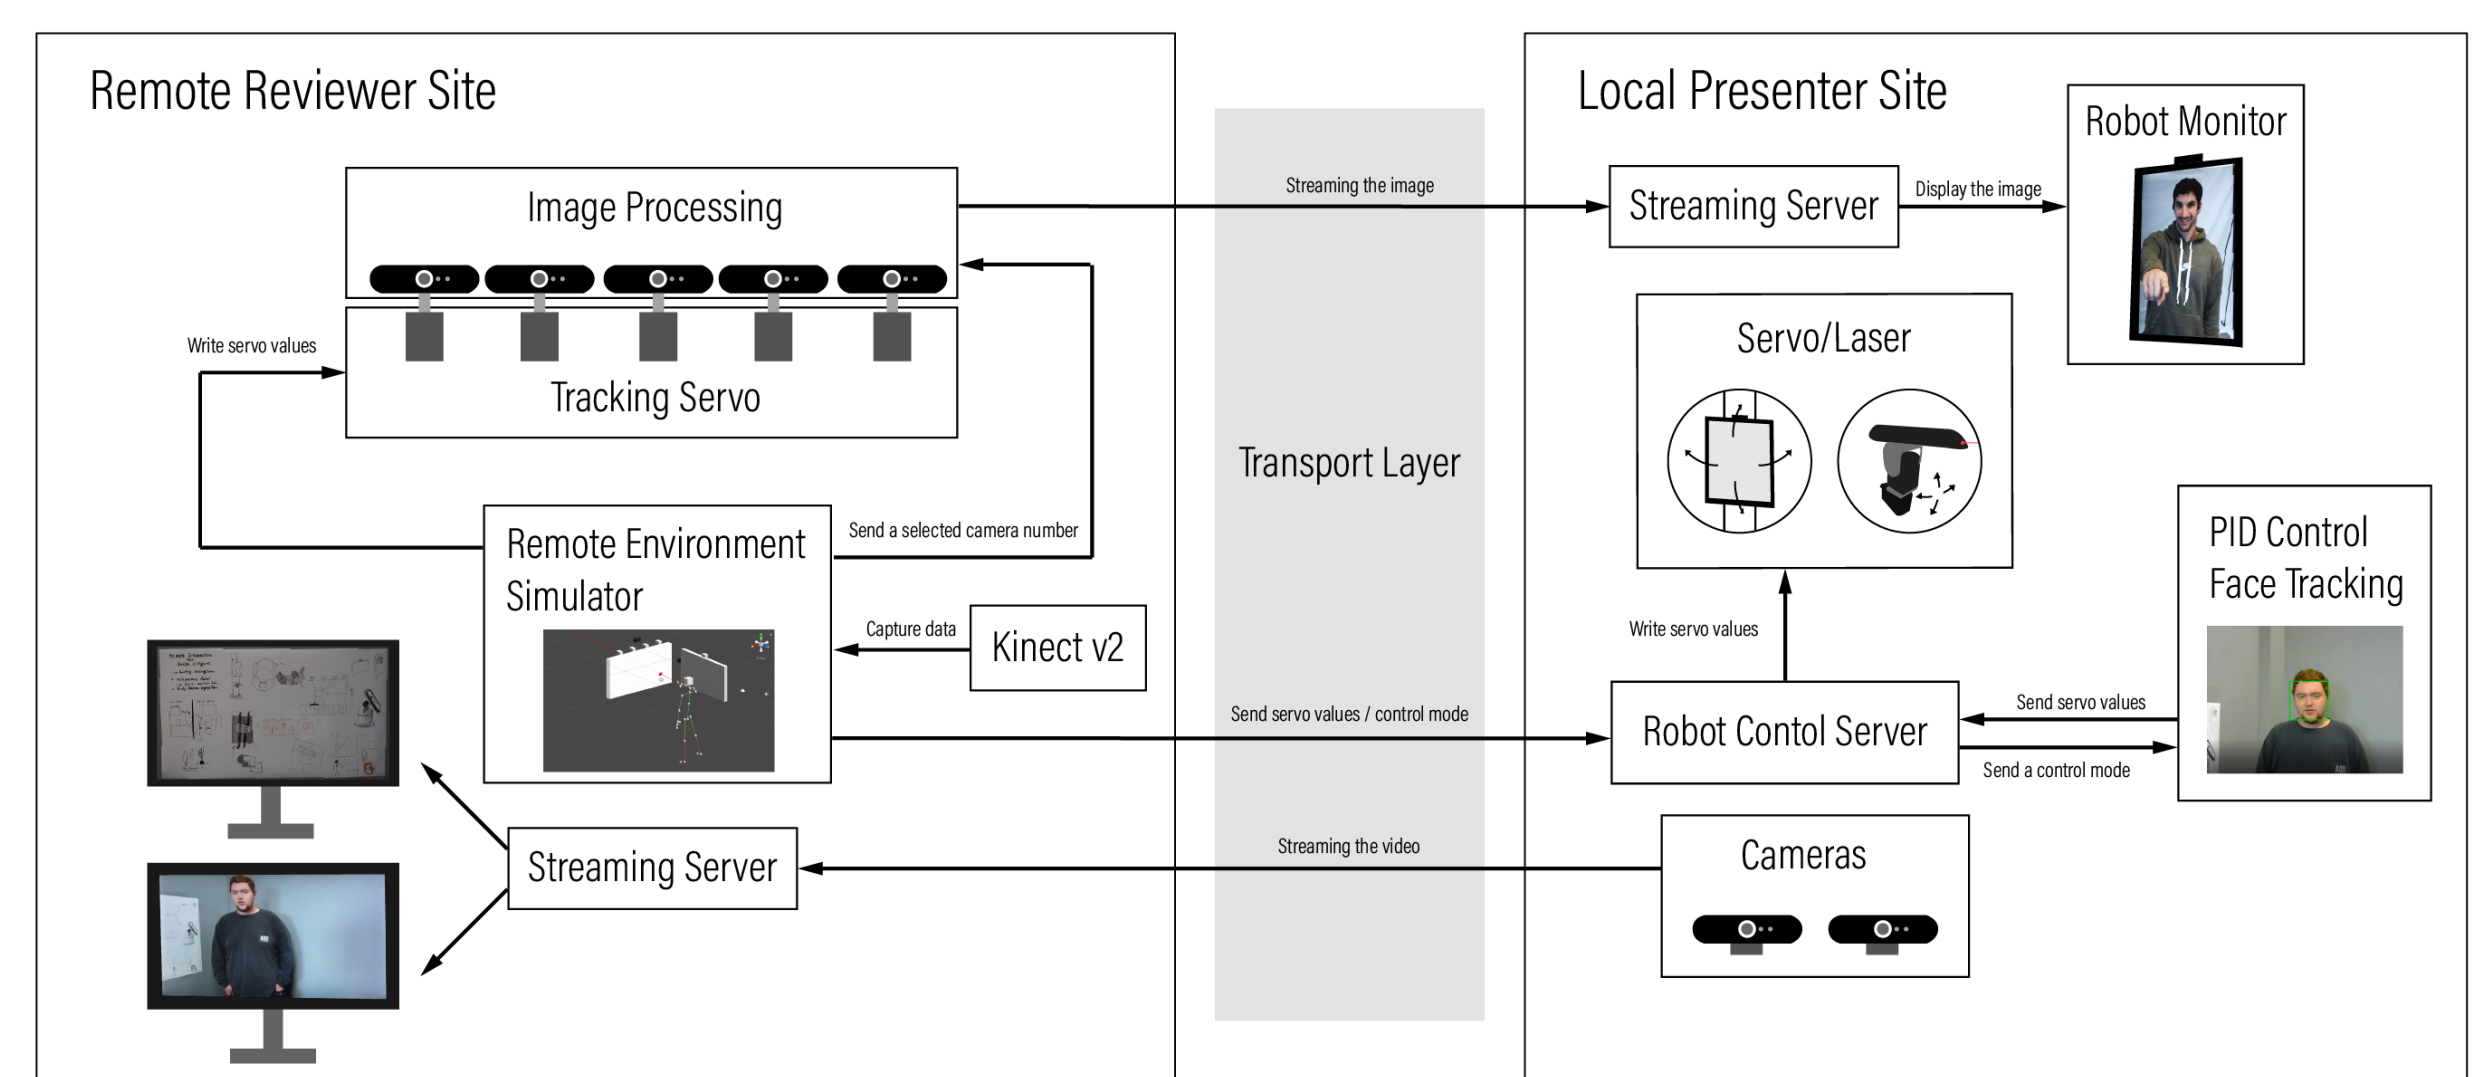 Remote Reviewer Site
Image Processing
Write servo values
Tracking Servo
Remote Environment
Simulator
Send a selected camera number
Capture data
Kinect v2
Streaming Server
Streaming the image
Transport Layer
Send servo values / control mode
Streaming the video
Local Presenter Site
Robot Monitor
Streaming Server
Display the image
Servo/Laser
PID Control
Face Tracking
Write servo values
Robot Contol Server
Send servo values
Send a control mode
Cameras